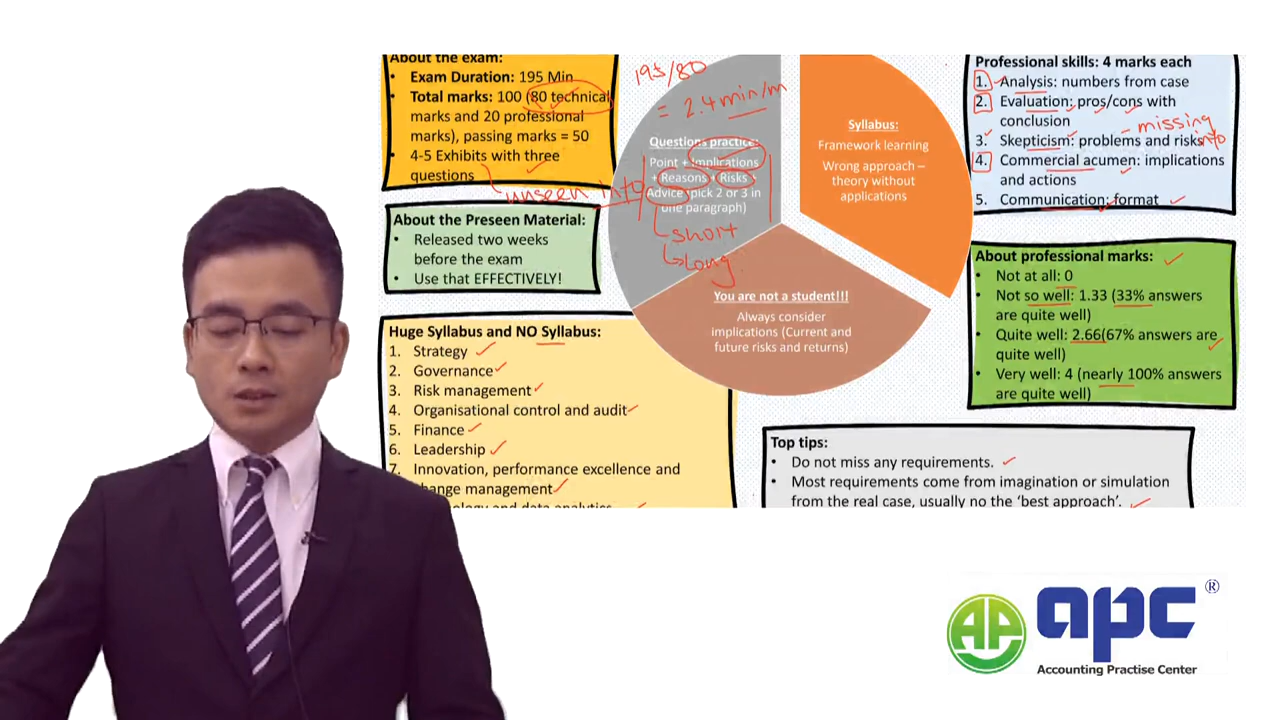 About the exam:
• Exam Duration: 195 Min
• Total marks: 100 (80 technical
marks and 20 professional
marks), passing marks = 50
• 4-5 Exhibits with three
questions
unseen info
About the Preseen Material:
• Released two weeks
before the exam
• Use that EFFECTIVELY!
Huge Syllabus and NO Syllabus:
1. Strategy
2. Governance
3. Risk management
4. Organisational control and audit
5. Finance
6. Leadership
7. Innovation, performance excellence and
change management
technology and data analytics
195/80
= 2.4 min/m
Questions practice:
Point + Implications
+ Reasons + Risks +
Advice (pick 2 or 3 in
one paragraph)
short
long
Syllabus:
Framework learning
Wrong approach –
theory without
applications
You are not a student!!!
Always consider
implications (Current and
future risks and returns)
Professional skills: 4 marks each
1. Analysis: numbers from case
2. Evaluation: pros/cons with
conclusion
3. Skepticism: problems and risks
missing
info
4. Commercial acumen: implications
and actions
5. Communication: format
About professional marks:
• Not at all: 0
• Not so well: 1.33 (33% answers
are quite well)
• Quite well: 2.66(67% answers are
quite well)
• Very well: 4 (nearly 100% answers
are quite well)
Top tips:
• Do not miss any requirements.
• Most requirements come from imagination or simulation
from the real case, usually no the ‘best approach’.
AP
apc ®
Accounting Practise Center